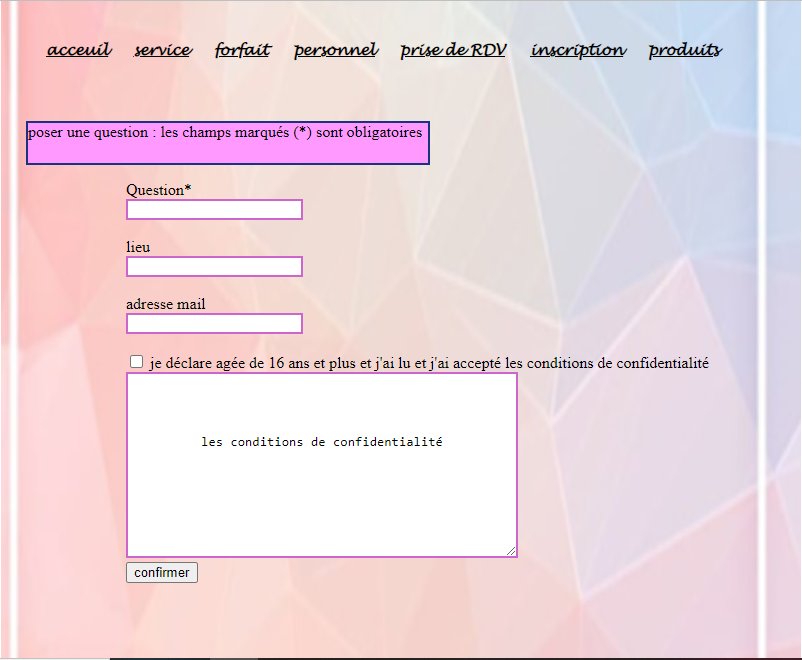 acceuil service forfait personnel prise de RDV inscription produits
poser une question : les champs marqués (*) sont obligatoires
Question*
lieu
adresse mail
je déclare agée de 16 ans et plus et j'ai lu et j'ai accepté les conditions de confidentialité
les conditions de confidentialité
confirmer